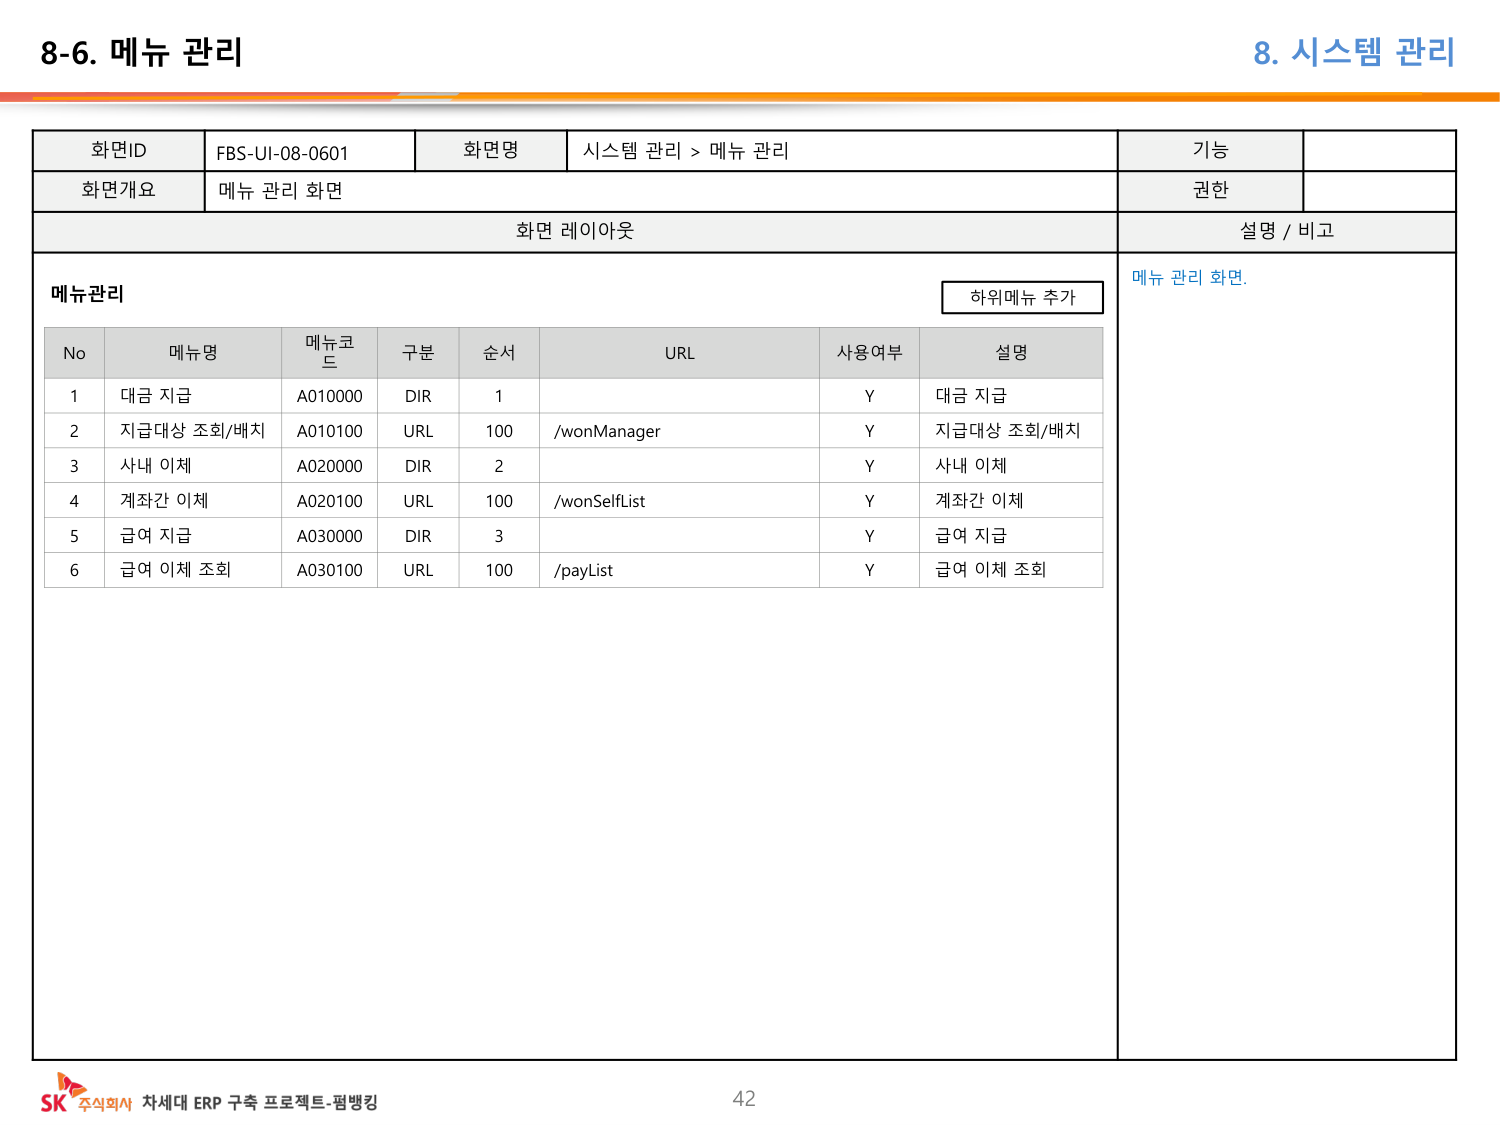 8-6. 메뉴 관리
8. 시스템 관리
화면ID FBS-UI-08-0601 화면명 시스템 관리 > 메뉴 관리 기능
화면개요 메뉴 관리 화면 권한
화면 레이아웃 설명 / 비고
메뉴관리 하위메뉴 추가
메뉴 관리 화면.
No 메뉴명 메뉴코드 구분 순서 URL 사용여부 설명
1 대금 지급 A010000 DIR 1 Y 대금 지급
2 지급대상 조회/배치 A010100 URL 100 /wonManager Y 지급대상 조회/배치
3 사내 이체 A020000 DIR 2 Y 사내 이체
4 계좌간 이체 A020100 URL 100 /wonSelfList Y 계좌간 이체
5 급여 지급 A030000 DIR 3 Y 급여 지급
6 급여 이체 조회 A030100 URL 100 /payList Y 급여 이체 조회
SK 주식회사 차세대 ERP 구축 프로젝트-펌뱅킹
42